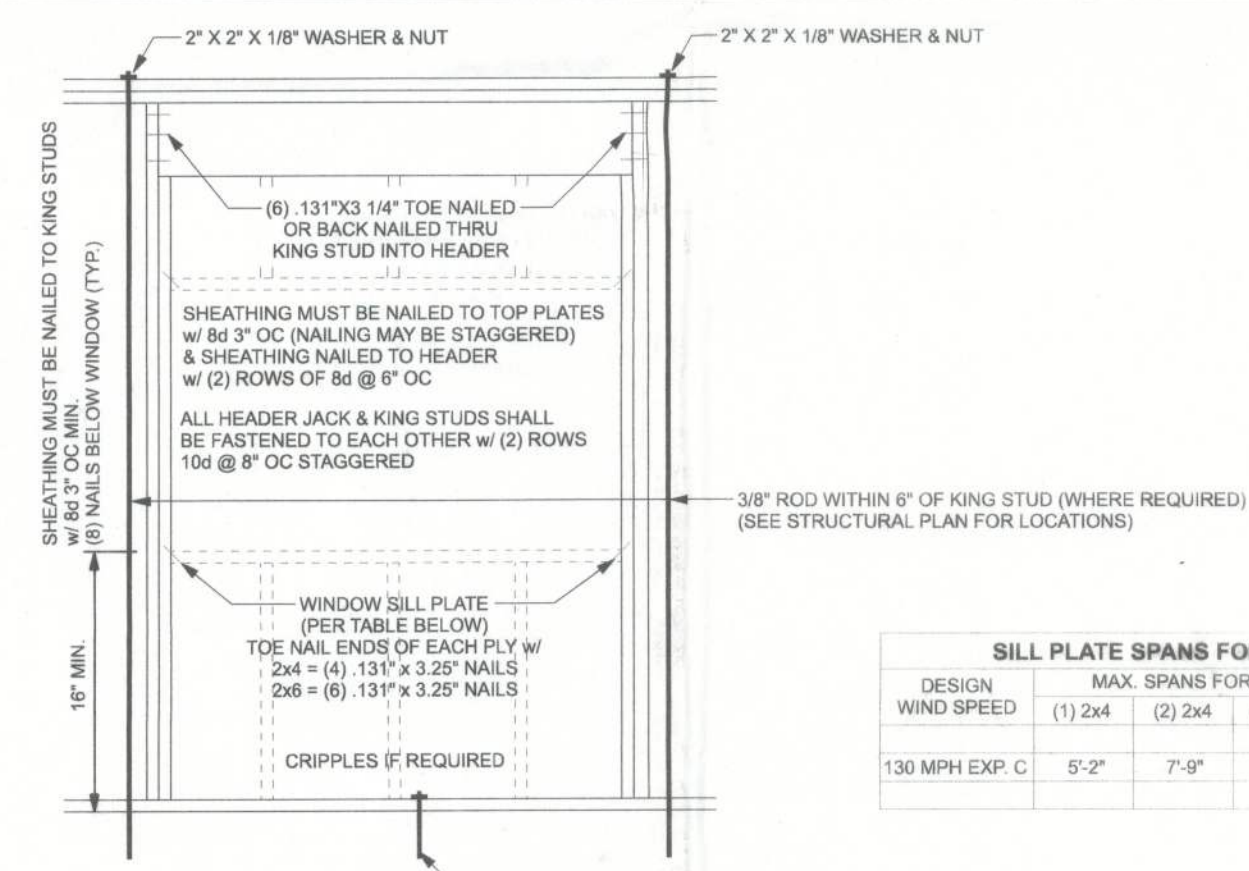 2" X 2" X 1/8" WASHER & NUT
2" X 2" X 1/8" WASHER & NUT
SHEATHING MUST BE NAILED TO KING STUDS
w/ 8d 3" OC MIN.
(8) NAILS BELOW WINDOW (TYP.)
(6) .131"X3 1/4" TOE NAILED
OR BACK NAILED THRU
KING STUD INTO HEADER
SHEATHING MUST BE NAILED TO TOP PLATES
w/ 8d 3" OC (NAILING MAY BE STAGGERED)
& SHEATHING NAILED TO HEADER
w/ (2) ROWS OF 8d @ 6" OC
ALL HEADER JACK & KING STUDS SHALL
BE FASTENED TO EACH OTHER w/ (2) ROWS
10d @ 8" OC STAGGERED
3/8" ROD WITHIN 6" OF KING STUD (WHERE REQUIRED)
(SEE STRUCTURAL PLAN FOR LOCATIONS)
16" MIN.
WINDOW SILL PLATE
(PER TABLE BELOW)
TOE NAIL ENDS OF EACH PLY w/
2x4 = (4) .131" x 3.25" NAILS
2x6 = (6) .131" x 3.25" NAILS
CRIPPLES IF REQUIRED
SILL PLATE SPANS FO
DESIGN
WIND SPEED
MAX. SPANS FOR
(1) 2x4
(2) 2x4
130 MPH EXP. C
5'-2"
7'-9"